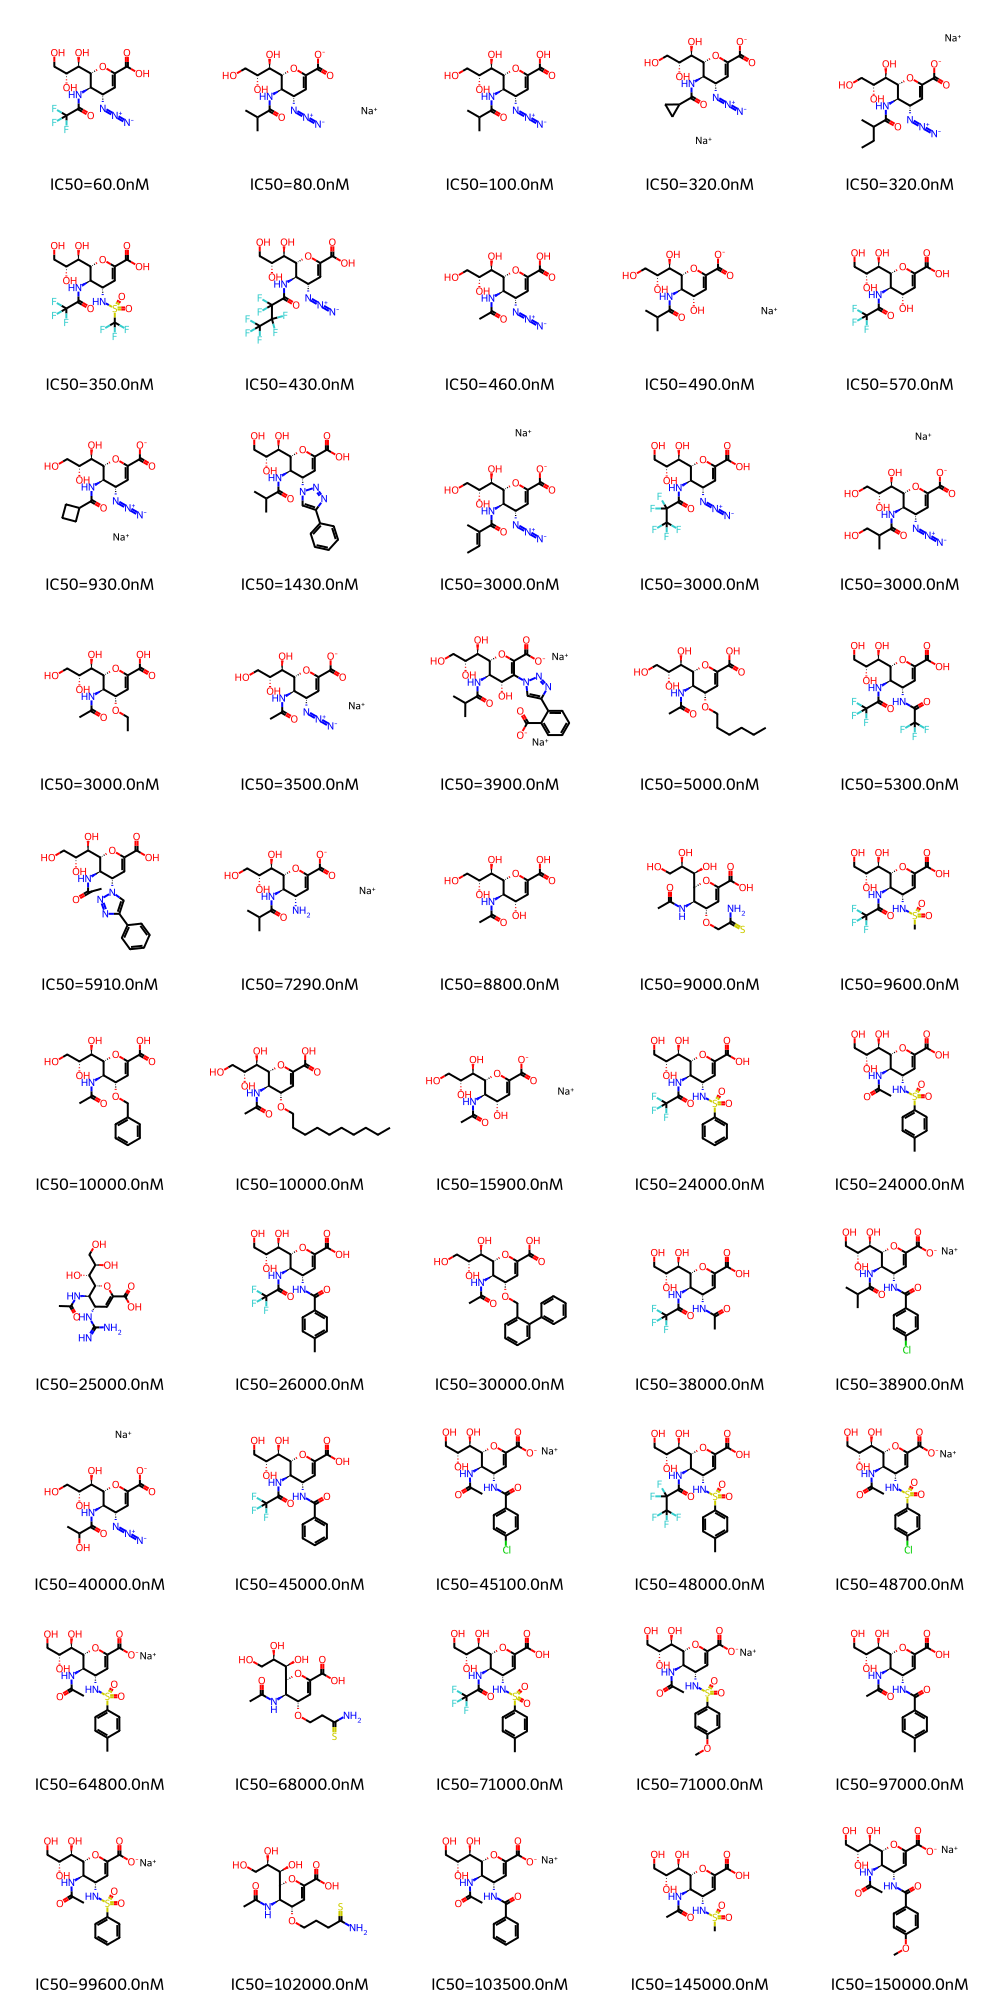 IC50=60.0nM IC50=80.0nM IC50=100.0nM IC50=320.0nM IC50=320.0nM
IC50=350.0nM IC50=430.0nM IC50=460.0nM IC50=490.0nM IC50=570.0nM
IC50=930.0nM IC50=1430.0nM IC50=3000.0nM IC50=3000.0nM IC50=3000.0nM
IC50=3000.0nM IC50=3500.0nM IC50=3900.0nM IC50=5000.0nM IC50=5300.0nM
IC50=5910.0nM IC50=7290.0nM IC50=8800.0nM IC50=9000.0nM IC50=9600.0nM
IC50=10000.0nM IC50=10000.0nM IC50=15900.0nM IC50=24000.0nM IC50=24000.0nM
IC50=25000.0nM IC50=26000.0nM IC50=30000.0nM IC50=38000.0nM IC50=38900.0nM
IC50=40000.0nM IC50=45000.0nM IC50=45100.0nM IC50=48000.0nM IC50=48700.0nM
IC50=64800.0nM IC50=68000.0nM IC50=71000.0nM IC50=71000.0nM IC50=97000.0nM
IC50=99600.0nM IC50=102000.0nM IC50=103500.0nM IC50=145000.0nM IC50=150000.0nM